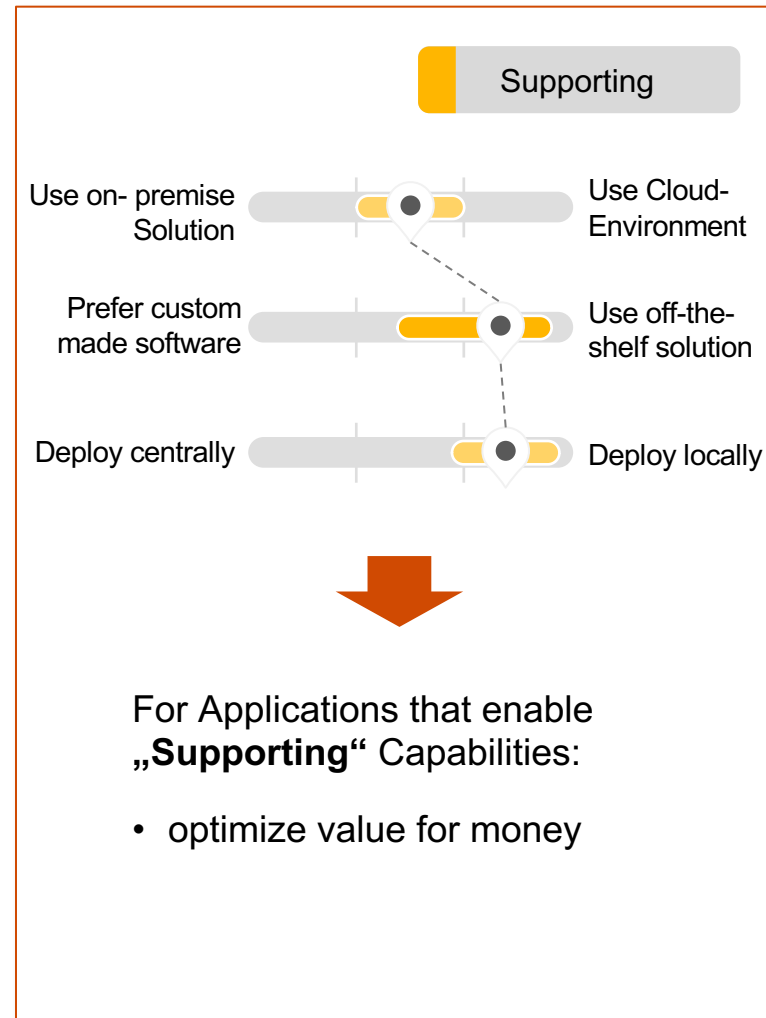 Supporting
Use on- premise
Solution
Use Cloud-
Environment
Prefer custom
made software
Use off-the-
shelf solution
Deploy centrally
Deploy locally
For Applications that enable
„Supporting“ Capabilities:
• optimize value for money